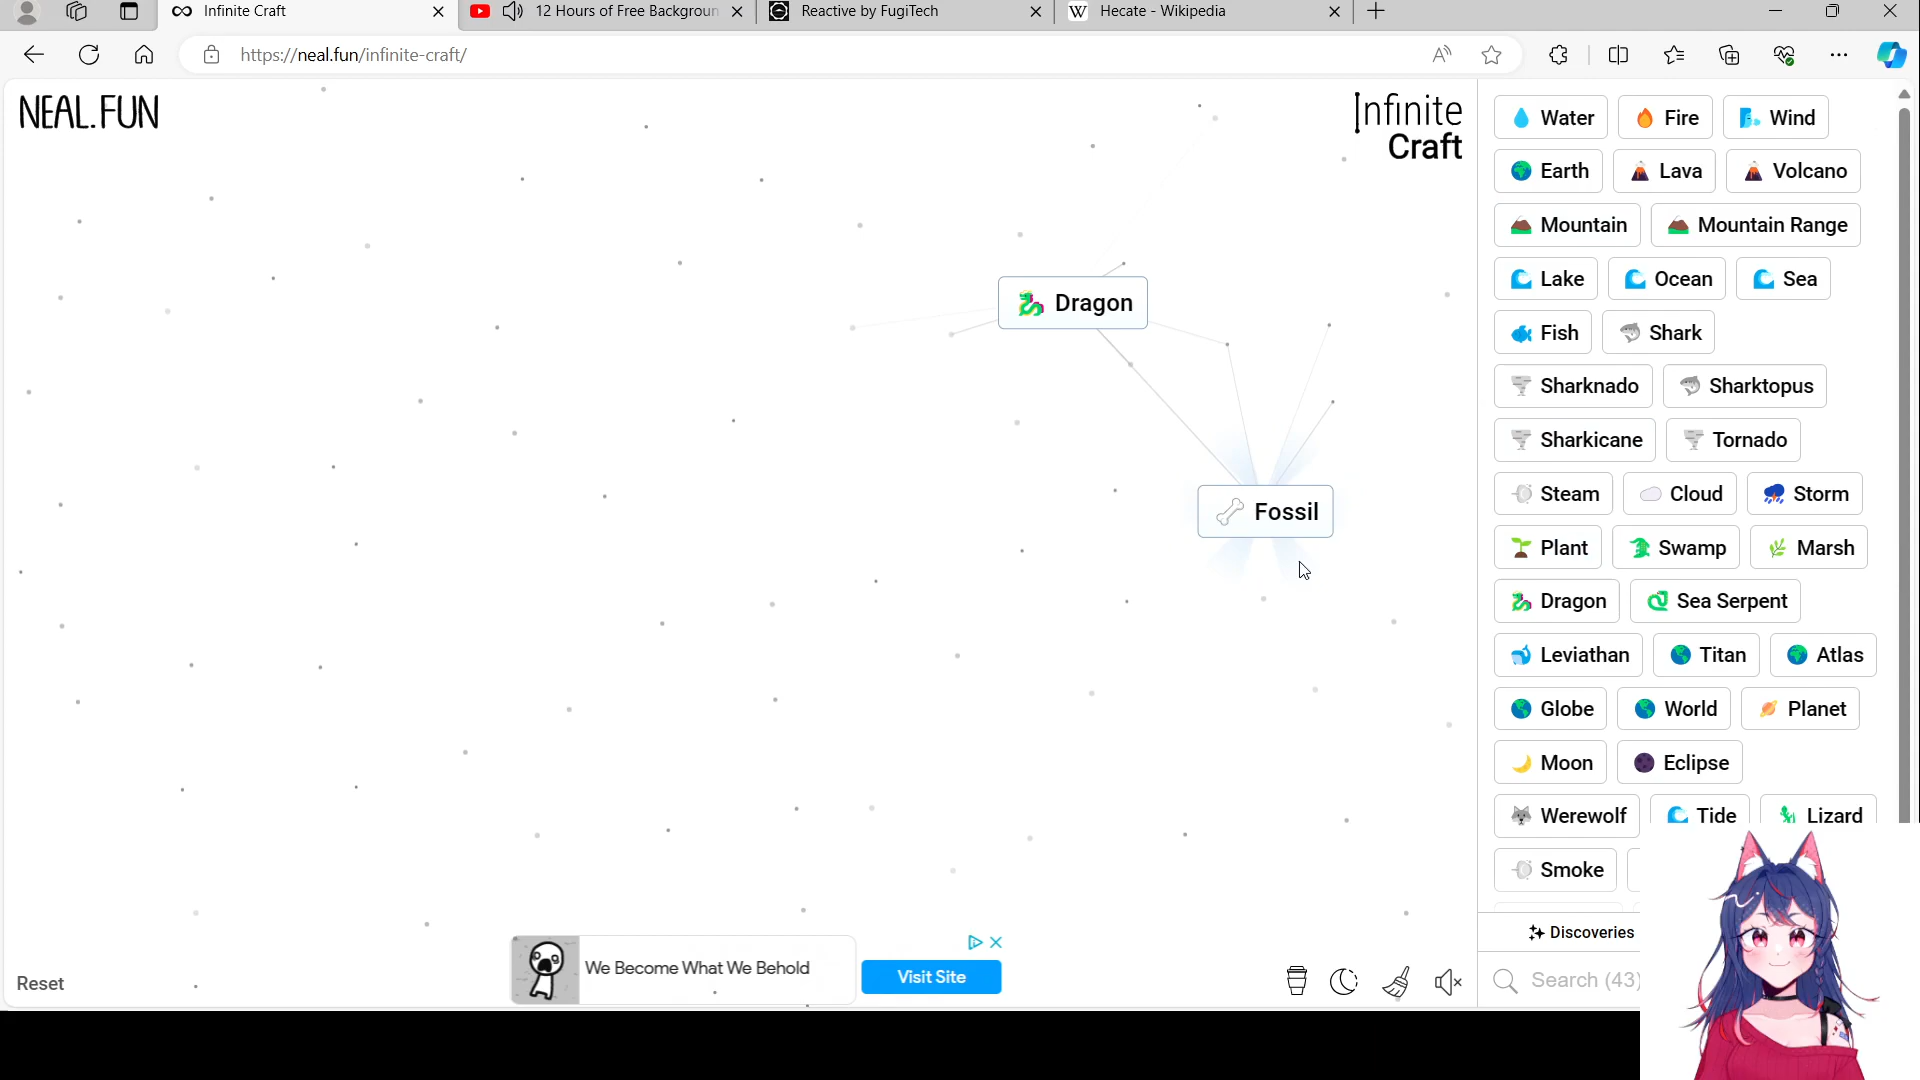 Infinite Craft
12 Hours of Free Backgroun
Reactive by FugiTech
Hecate - Wikipedia
https://neal.fun/infinite-craft/
NEAL.FUN
Infinite
Craft
Dragon
Fossil
Water
Fire
Wind
Earth
Lava
Volcano
Mountain
Mountain Range
Lake
Ocean
Sea
Fish
Shark
Sharknado
Sharktopus
Sharkicane
Tornado
Steam
Cloud
Storm
Plant
Swamp
Marsh
Dragon
Sea Serpent
Leviathan
Titan
Atlas
Globe
World
Planet
Moon
Eclipse
Werewolf
Tide
Lizard
Smoke
Discoveries
Search (43)
We Become What We Behold
Visit Site
Reset